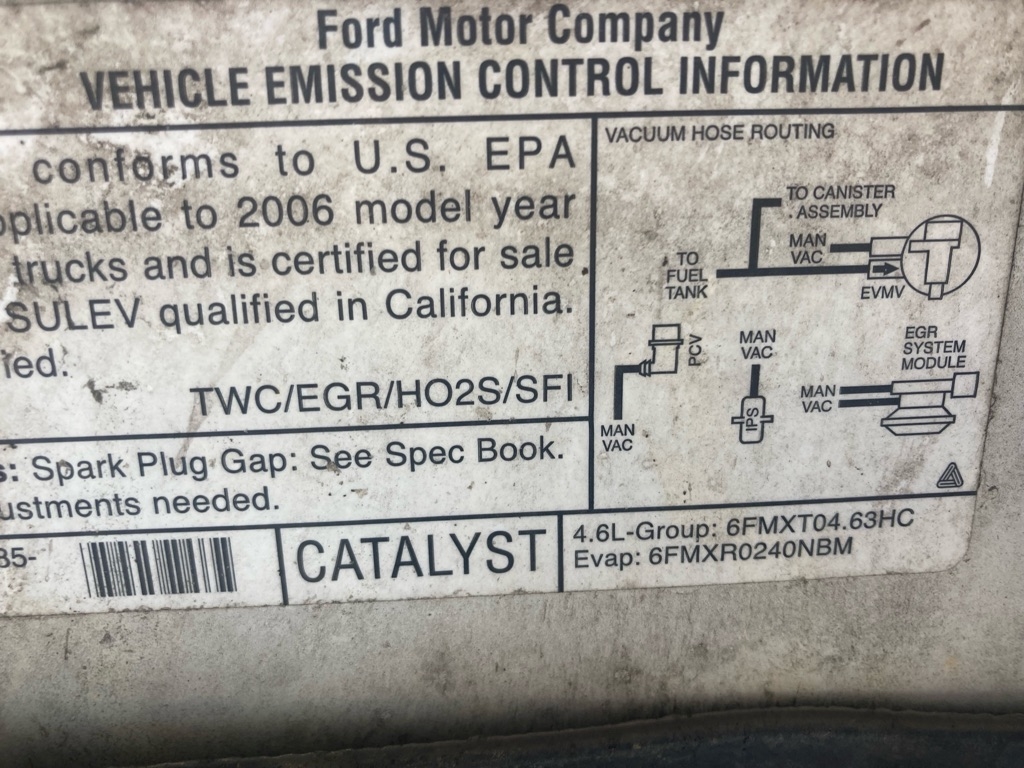 Ford Motor Company
VEHICLE EMISSION CONTROL INFORMATION
conforms to U.S. EPA
to 2006 model year
trucks and is certified for sale
SULEV qualified in California.
TWC/EGR/HO2S/SFI
Spark Plug Gap: See Spec Book.
needed.
85-
CATALYST
VACUUM HOSE ROUTING
TO CANISTER
ASSEMBLY
MAN
VAC
TO
FUEL
TANK
EVMV
PCV
MAN
VAC
MAN
VAC
IPS
EGR
SYSTEM
MODULE
MAN
VAC
4.6L-Group: 6FMXT04.63HC
Evap: 6FMXR0240NBM